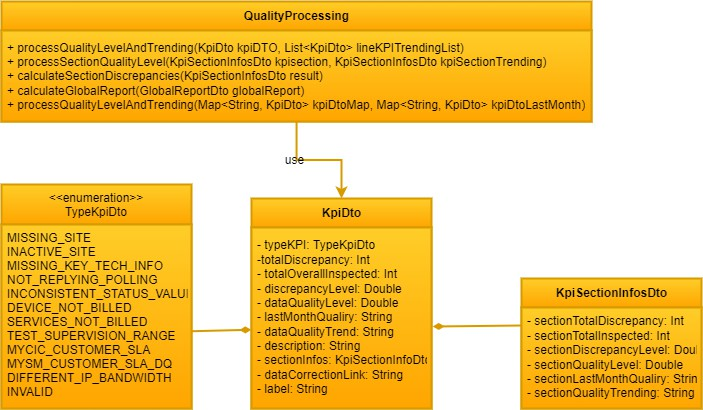 QualityProcessing
+ processQualityLevelAndTrending(KpiDto kpiDTO, List<KpiDto> lineKPITrendingList)
+ processSectionQualityLevel(KpiSectionInfosDto kpisection, KpiSectionInfosDto kpiSectionTrending)
+ calculateSectionDiscrepancies(KpiSectionInfosDto result)
+ calculateGlobalReport(GlobalReportDto globalReport)
+ processQualityLevelAndTrending(Map<String, KpiDto> kpiDtoMap, Map<String, KpiDto> kpiDtoLastMonth)
use
<<enumeration>>
TypeKpiDto
MISSING_SITE
INACTIVE_SITE
MISSING_KEY_TECH_INFO
NOT_REPLYING_POLLING
INCONSISTENT_STATUS_VALU
DEVICE_NOT_BILLED
SERVICES_NOT_BILLED
TEST_SUPERVISION_RANGE
MYCIC_CUSTOMER_SLA
MYSM_CUSTOMER_SLA_DQ
DIFFERENT_IP_BANDWIDTH
INVALID
KpiDto
- typeKPI: TypeKpiDto
-totalDiscrepancy: Int
- totalOverallInspected: Int
- discrepancyLevel: Double
- dataQualityLevel: Double
- lastMonthQualiry: String
- dataQualityTrend: String
- description: String
- sectionInfos: KpiSectionInfoDto
- dataCorrectionLink: String
- label: String
KpiSectionInfosDto
- sectionTotalDiscrepancy: Int
- sectionTotalInspected: Int
- sectionDiscrepancyLevel: Doul
- sectionQualityLevel: Double
- sectionLastMonthQualiry: Strin
- sectionQualityTrending: String